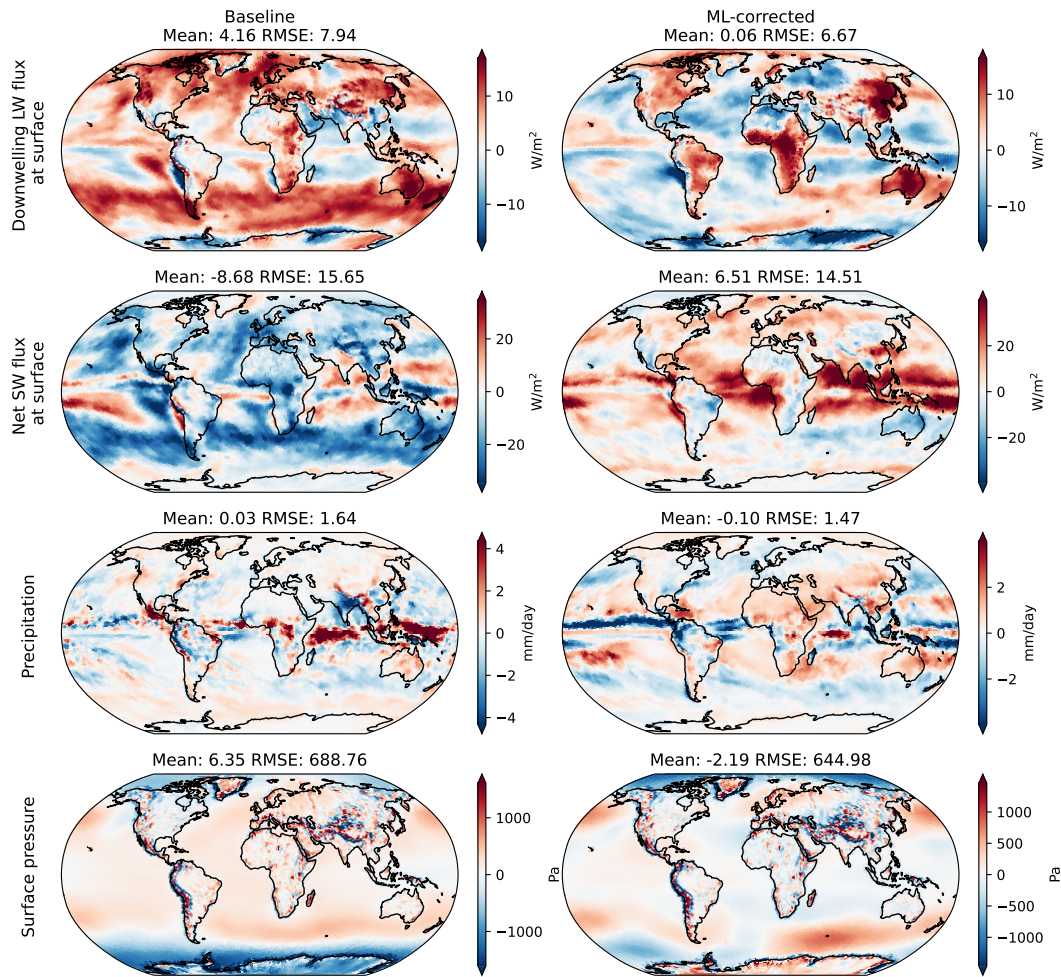 Baseline
Mean: 4.16 RMSE: 7.94
ML-corrected
Mean: 0.06 RMSE: 6.67
Downwelling LW flux
at surface
10
0
−10
W/m²
10
0
−10
W/m²
Mean: -8.68 RMSE: 15.65
Mean: 6.51 RMSE: 14.51
Net SW flux
at surface
20
0
−20
W/m²
20
0
−20
W/m²
Mean: 0.03 RMSE: 1.64
Mean: -0.10 RMSE: 1.47
Precipitation
4
2
0
−2
−4
mm/day
2
0
−2
mm/day
Mean: 6.35 RMSE: 688.76
Mean: -2.19 RMSE: 644.98
Surface pressure
1000
0
−1000
Pa
1000
500
0
−500
−1000
Pa